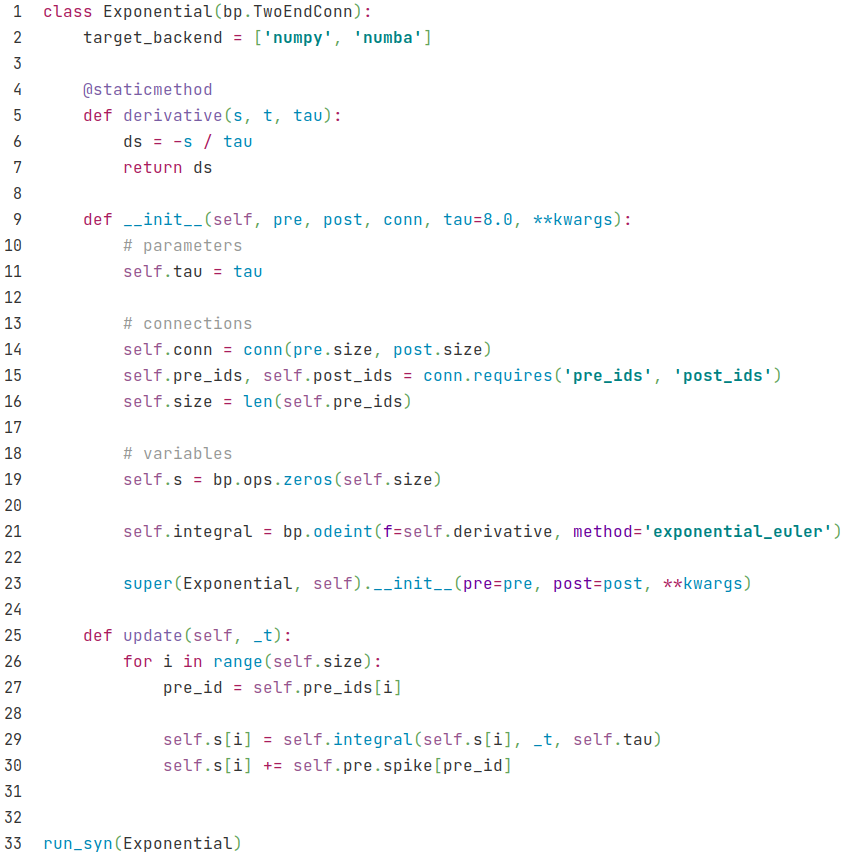 1 class Exponential(bp.TwoEndConn):
2     target_backend = ['numpy', 'numba']
3
4     @staticmethod
5     def derivative(s, t, tau):
6         ds = -s / tau
7         return ds
8
9     def __init__(self, pre, post, conn, tau=8.0, **kwargs):
10         # parameters
11         self.tau = tau
12
13         # connections
14         self.conn = conn(pre.size, post.size)
15         self.pre_ids, self.post_ids = conn.requires('pre_ids', 'post_ids')
16         self.size = len(self.pre_ids)
17
18         # variables
19         self.s = bp.ops.zeros(self.size)
20
21         self.integral = bp.odeint(f=self.derivative, method='exponential_euler')
22
23         super(Exponential, self).__init__(pre=pre, post=post, **kwargs)
24
25     def update(self, _t):
26         for i in range(self.size):
27             pre_id = self.pre_ids[i]
28
29             self.s[i] = self.integral(self.s[i], _t, self.tau)
30             self.s[i] += self.pre.spike[pre_id]
31
32
33 run_syn(Exponential)